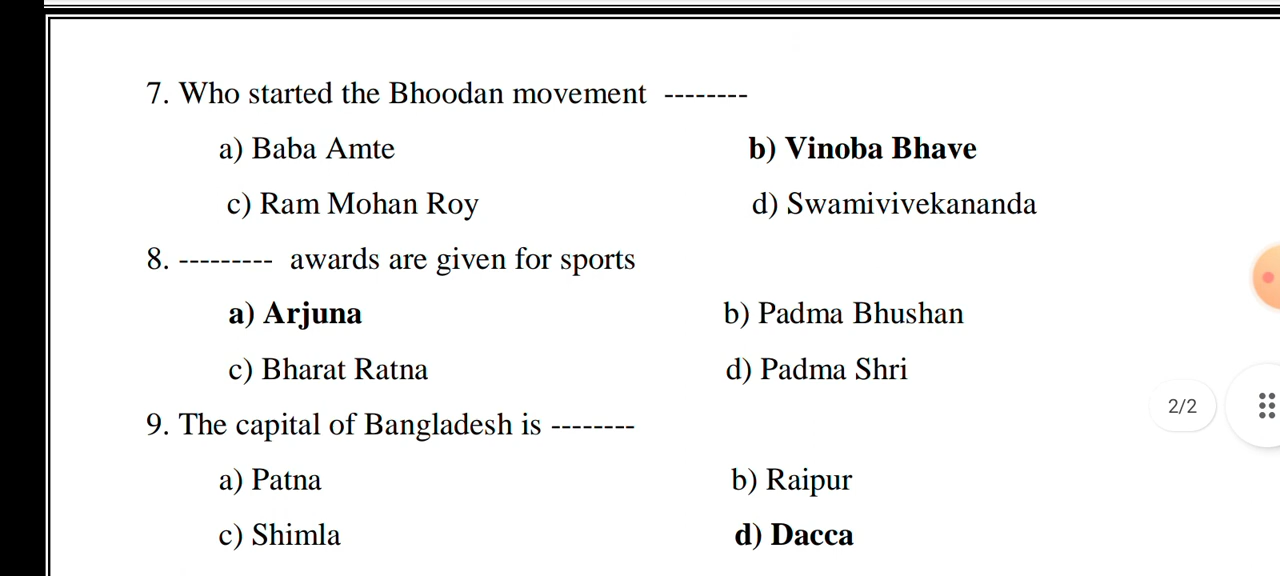 7. Who started the Bhoodan movement --------
a) Baba Amte b) Vinoba Bhave
c) Ram Mohan Roy d) Swamivivekananda
8. --------- awards are given for sports
a) Arjuna b) Padma Bhushan
c) Bharat Ratna d) Padma Shri
2/2
9. The capital of Bangladesh is --------
a) Patna b) Raipur
c) Shimla d) Dacca